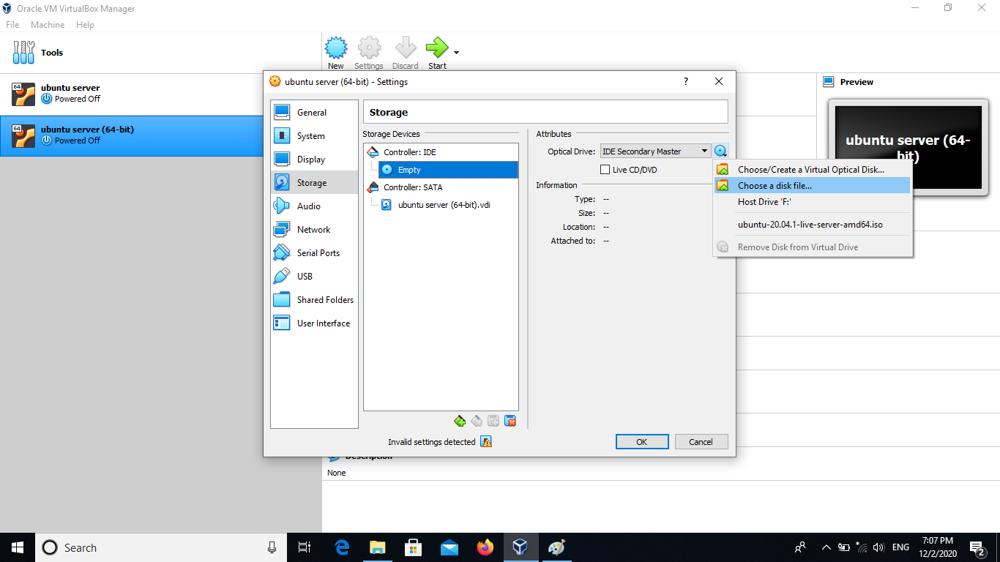 Oracle VM VirtualBox Manager
File Machine Help
Tools
New Settings Discard Start
64 ubuntu server
Powered Off
64 ubuntu server (64-bit)
Powered Off
Preview
ubuntu server (64-
bit)
ubuntu server (64-bit) - Settings ?
General
System
Display
Storage
Audio
Network
Serial Ports
USB
Shared Folders
User Interface
Storage
Storage Devices
Controller: IDE
Empty
Controller: SATA
ubuntu server (64-bit).vdi
Attributes
Optical Drive: IDE Secondary Master
Live CD/DVD
Information
Type: --
Size: --
Location: --
Attached to: --
Choose/Create a Virtual Optical Disk...
Choose a disk file...
Host Drive 'F:'
ubuntu-20.04.1-live-server-amd64.iso
Remove Disk from Virtual Drive
Invalid settings detected
OK Cancel
Description
None
Search
ENG
7:07 PM
12/2/2020
2